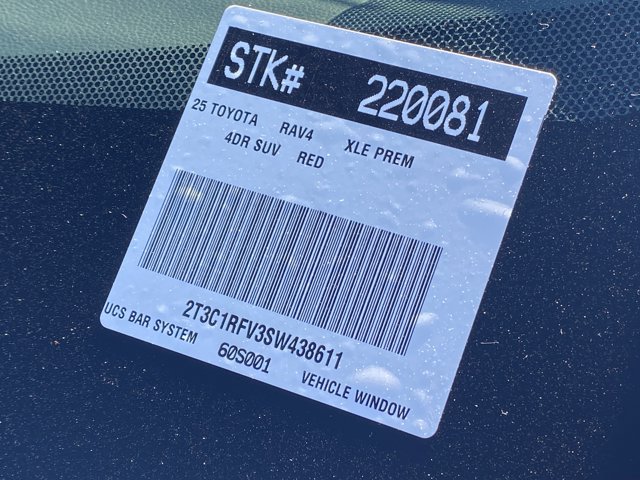 STK# 220081
25 TOYOTA RAV4 XLE PREM
4DR SUV RED
2T3C1RFV3SW438611
UCS BAR SYSTEM 60S001 VEHICLE WINDOW